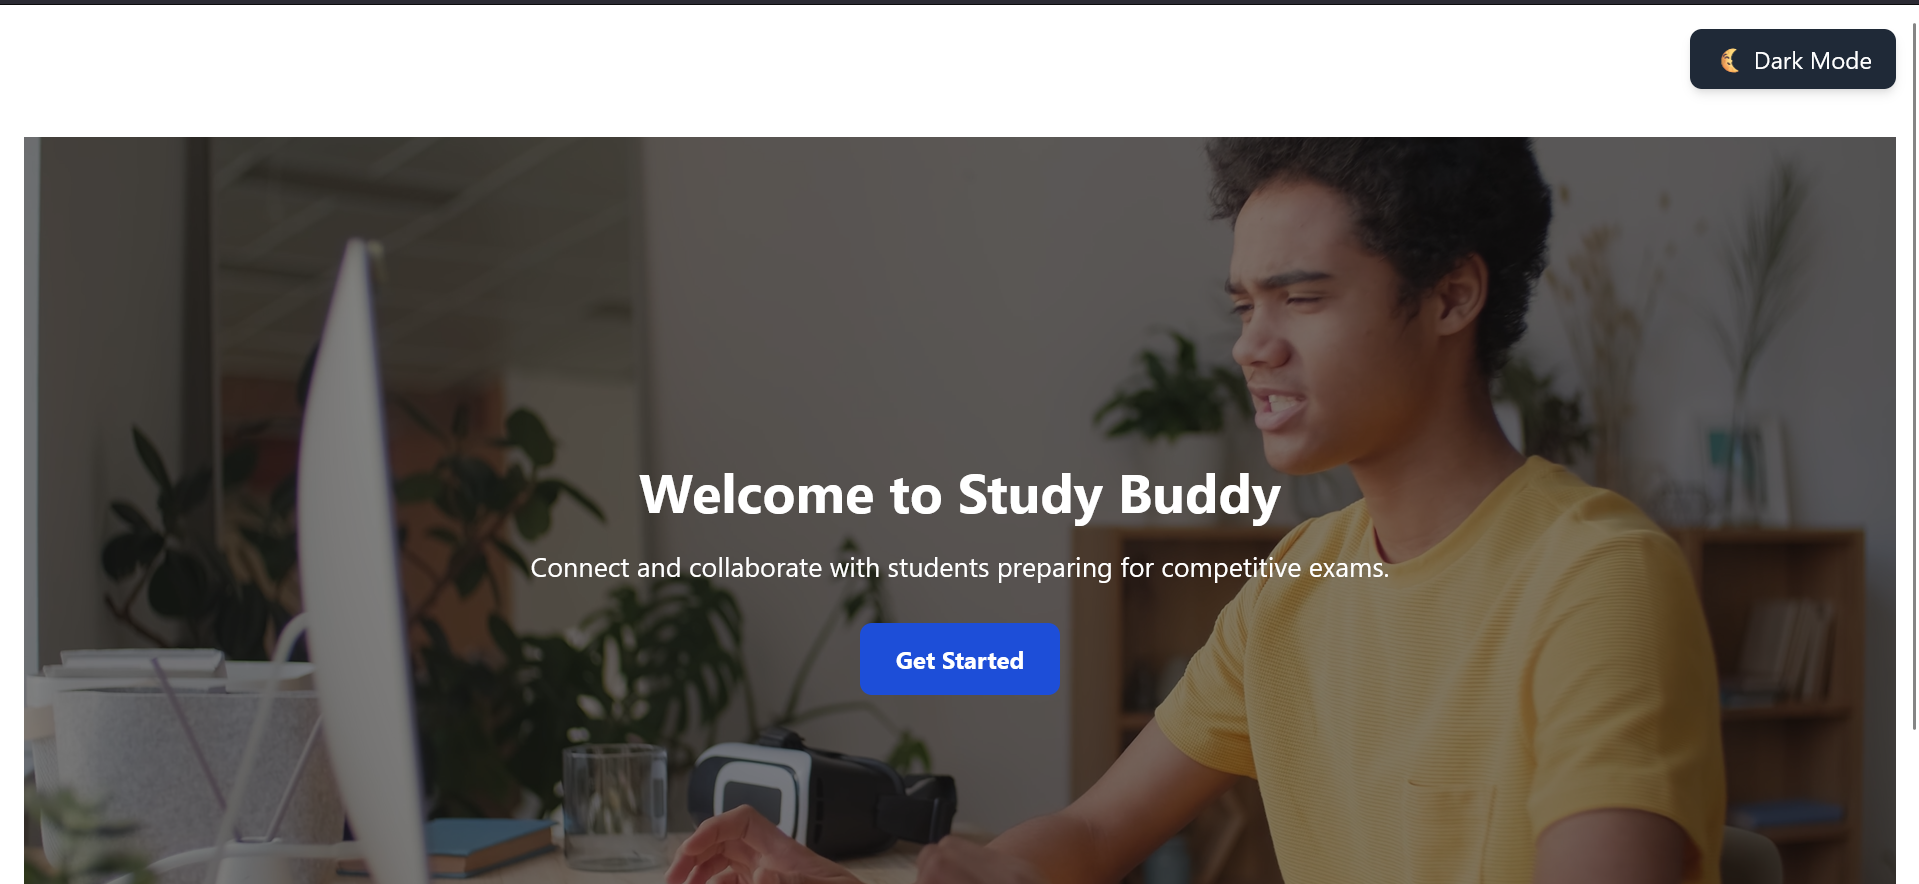 🌜 Dark Mode
Welcome to Study Buddy
Connect and collaborate with students preparing for competitive exams.
Get Started